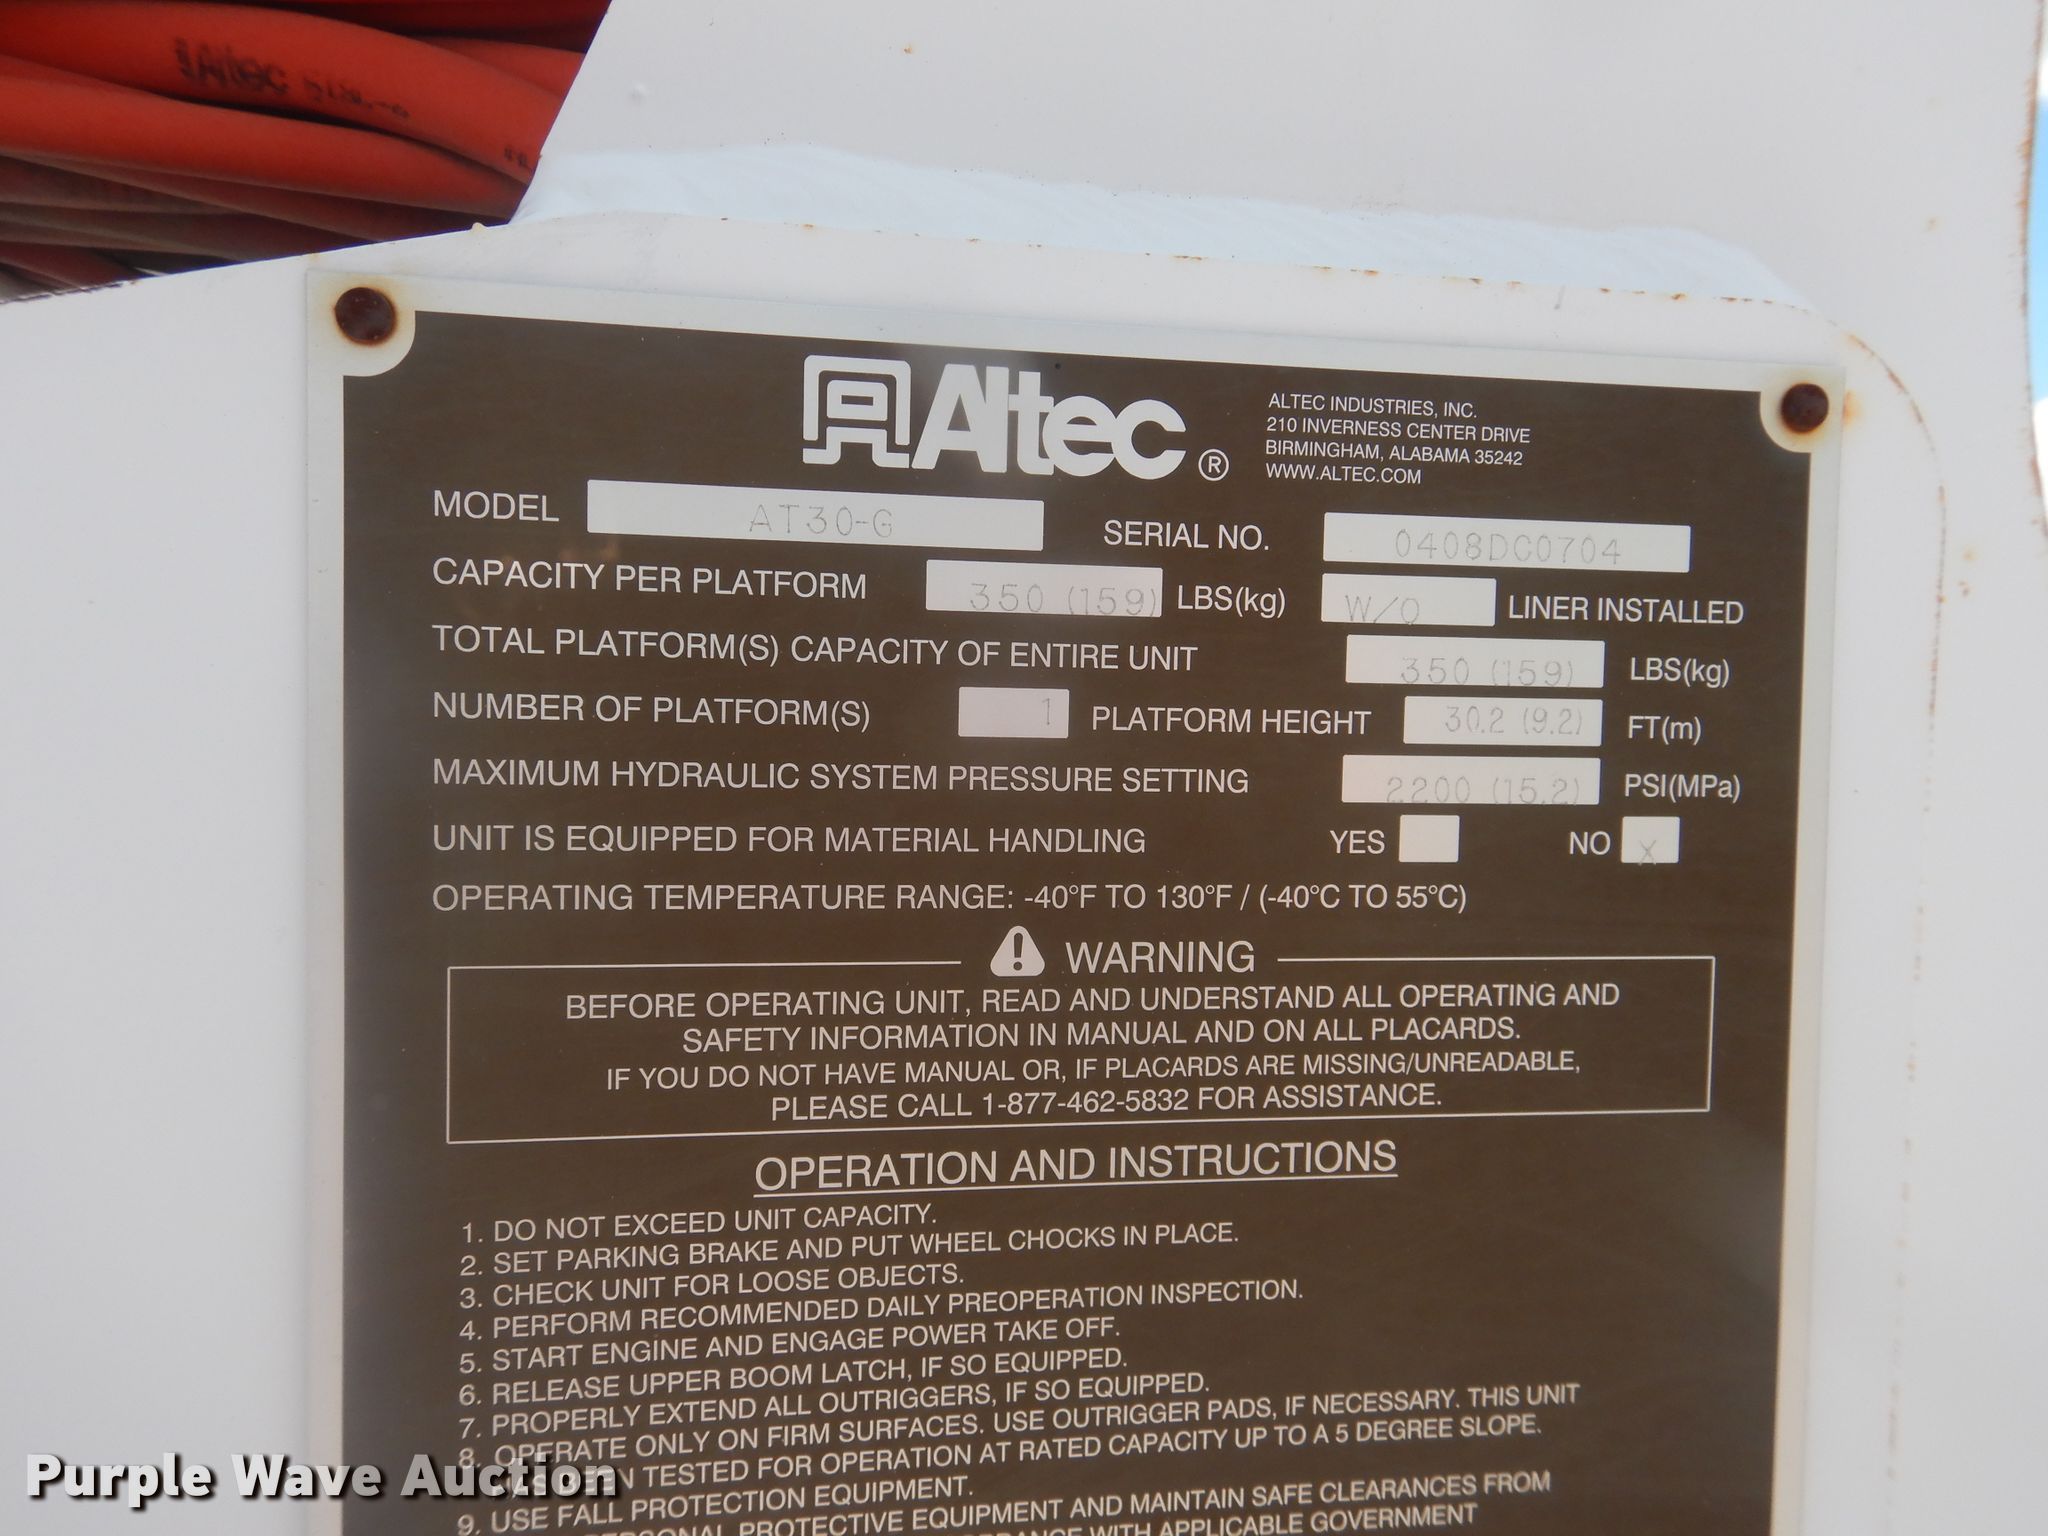 Altec
Altec ®
ALTEC INDUSTRIES, INC.
210 INVERNESS CENTER DRIVE
BIRMINGHAM, ALABAMA 35242
WWW.ALTEC.COM
MODEL AT30-G SERIAL NO. 0408DC0704
CAPACITY PER PLATFORM 350 (159) LBS(kg) W/O LINER INSTALLED
TOTAL PLATFORM(S) CAPACITY OF ENTIRE UNIT 350 (159) LBS(kg)
NUMBER OF PLATFORM(S) 1 PLATFORM HEIGHT 30.2 (9.2) FT(m)
MAXIMUM HYDRAULIC SYSTEM PRESSURE SETTING 2200 (15.2) PSI(MPa)
UNIT IS EQUIPPED FOR MATERIAL HANDLING YES NO X
OPERATING TEMPERATURE RANGE: -40°F TO 130°F / (-40°C TO 55°C)
WARNING
BEFORE OPERATING UNIT, READ AND UNDERSTAND ALL OPERATING AND
SAFETY INFORMATION IN MANUAL AND ON ALL PLACARDS.
IF YOU DO NOT HAVE MANUAL OR, IF PLACARDS ARE MISSING/UNREADABLE,
PLEASE CALL 1-877-462-5832 FOR ASSISTANCE.
OPERATION AND INSTRUCTIONS
1. DO NOT EXCEED UNIT CAPACITY.
2. SET PARKING BRAKE AND PUT WHEEL CHOCKS IN PLACE.
3. CHECK UNIT FOR LOOSE OBJECTS.
4. PERFORM RECOMMENDED DAILY PREOPERATION INSPECTION.
5. START ENGINE AND ENGAGE POWER TAKE OFF.
6. RELEASE UPPER BOOM LATCH, IF SO EQUIPPED.
7. PROPERLY EXTEND ALL OUTRIGGERS, IF SO EQUIPPED.
8. OPERATE ONLY ON FIRM SURFACES. USE OUTRIGGER PADS, IF NECESSARY. THIS UNIT
HAS BEEN TESTED FOR OPERATION AT RATED CAPACITY UP TO A 5 DEGREE SLOPE.
9. USE FALL PROTECTION EQUIPMENT.
PERSONAL PROTECTIVE EQUIPMENT AND MAINTAIN SAFE CLEARANCES FROM
WITH APPLICABLE GOVERNMENT
Purple Wave Auction